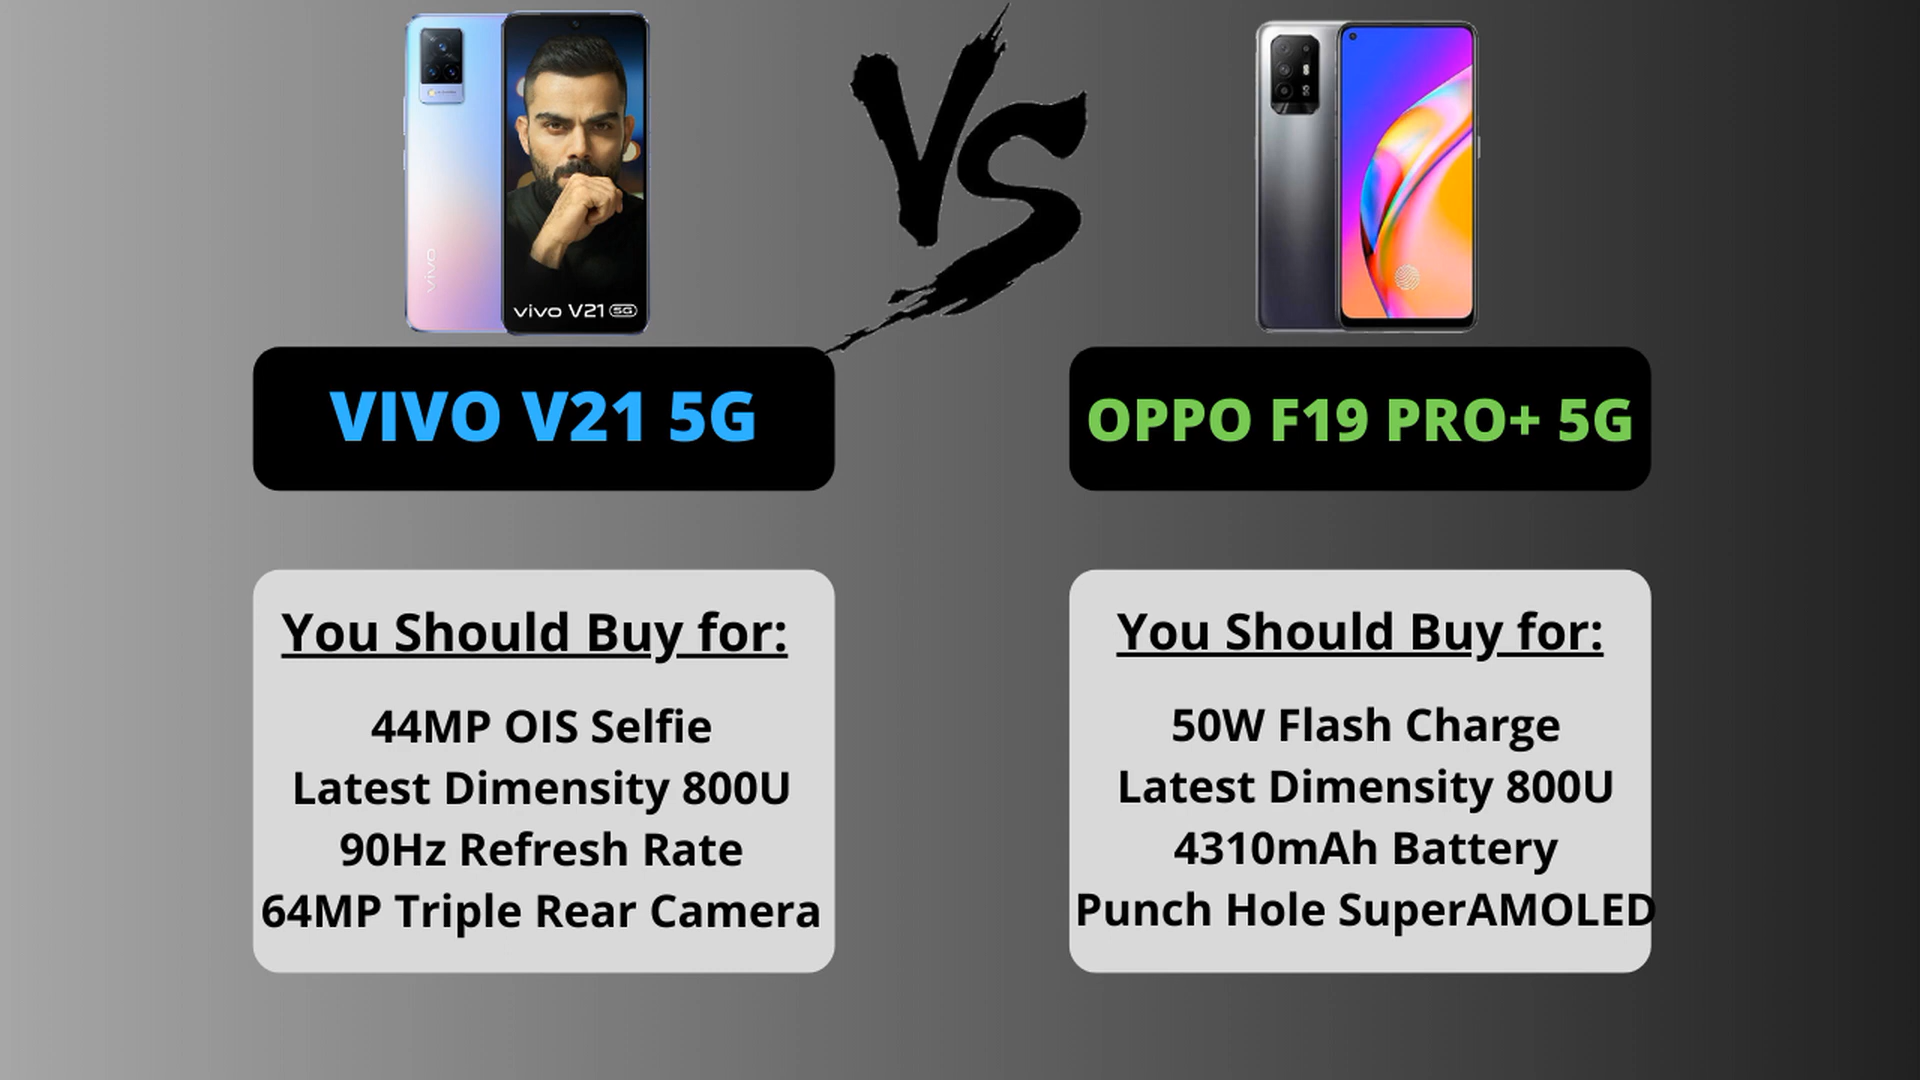 vivo
vivo V21 5G
VS
VIVO V21 5G
OPPO F19 PRO+ 5G
You Should Buy for:
44MP OIS Selfie
Latest Dimensity 800U
90Hz Refresh Rate
64MP Triple Rear Camera
You Should Buy for:
50W Flash Charge
Latest Dimensity 800U
4310mAh Battery
Punch Hole SuperAMOLED